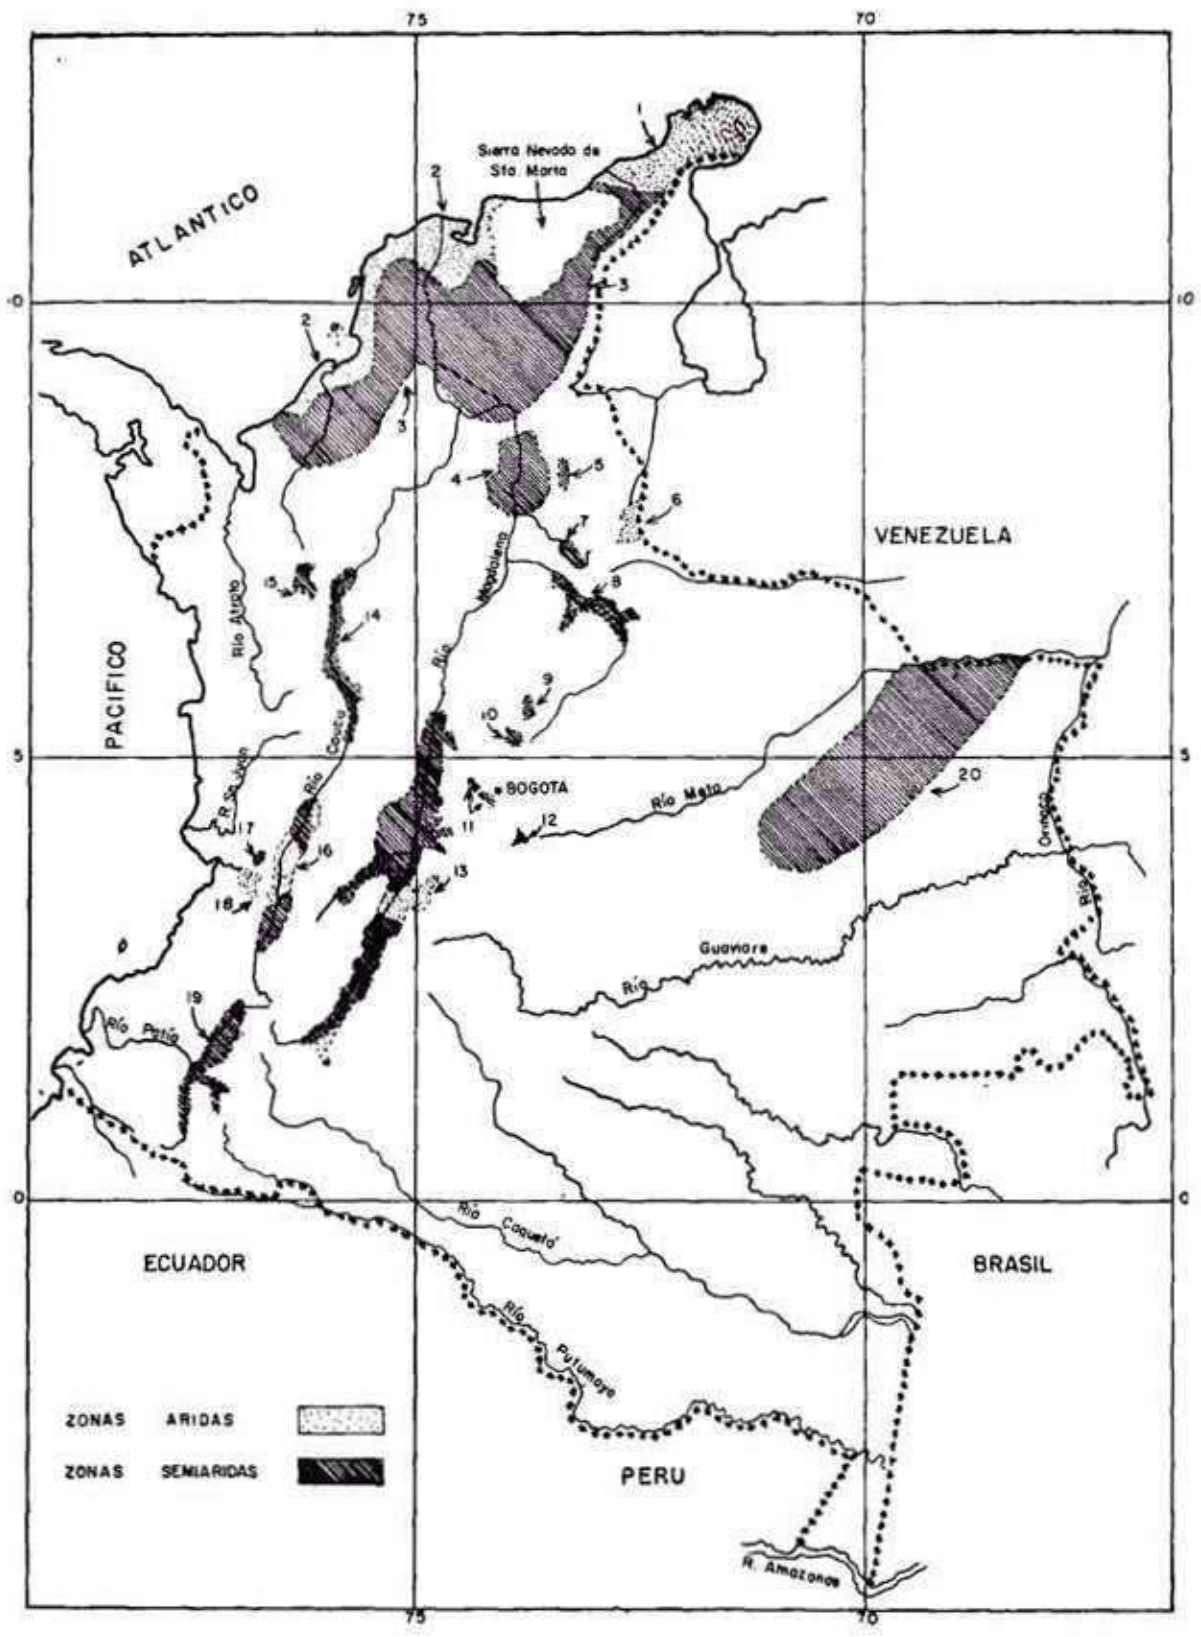 75 70
1
Sierra Nevada de
Sta. Marta
2
ATLANTICO
3
0 10
2
3
4 5
6
7
VENEZUELA
8
15
14
Río Atrato
Magdalena
Río
9
10
PACIFICO
Río Cauca
R. San Juan
5
BOGOTA
20
Río Meta
Orinoco
Río
17
11
12
16
13
18
Guaviare
Río
19
Río Patía
0 0
Río Caquetá
ECUADOR
BRASIL
Río
Putumayo
ZONAS ARIDAS
ZONAS SEMIARIDAS
PERU
R. Amazonas
75 70